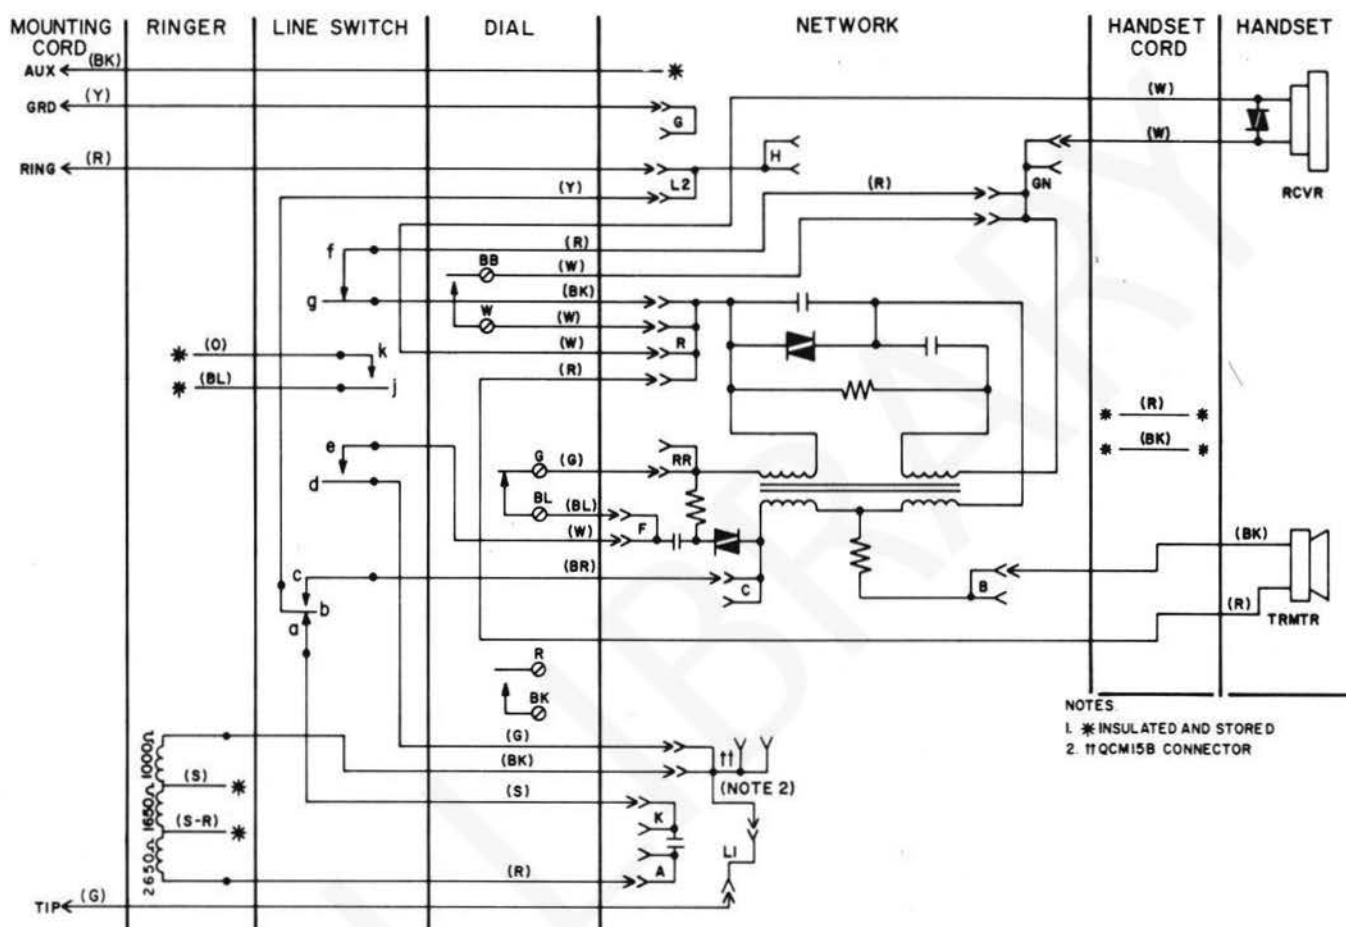 MOUNTING CORD
RINGER
LINE SWITCH
DIAL
NETWORK
HANDSET CORD
HANDSET
AUX (BK)
GRD (Y)
G
RING (R)
H
L2
(Y)
(W)
(W)
(R)
GN
RCVR
f
(R)
BB
(W)
g
(BK)
W
(W)
(O)
k
(W)
R
(BL)
j
(R)
(R)
(BK)
e
RR
G
(G)
d
BL
(BL)
F
(W)
(BK)
c
(BR)
C
B
b
a
(R)
TRMTR
R
BK
NOTES
1. * INSULATED AND STORED
2. †† QCM15B CONNECTOR
(G)
(BK)
††
(NOTE 2)
2650Ω 1650Ω 1000Ω
(S)
(S)
K
(S-R)
L1
(R)
A
TIP (G)
LIBRARY